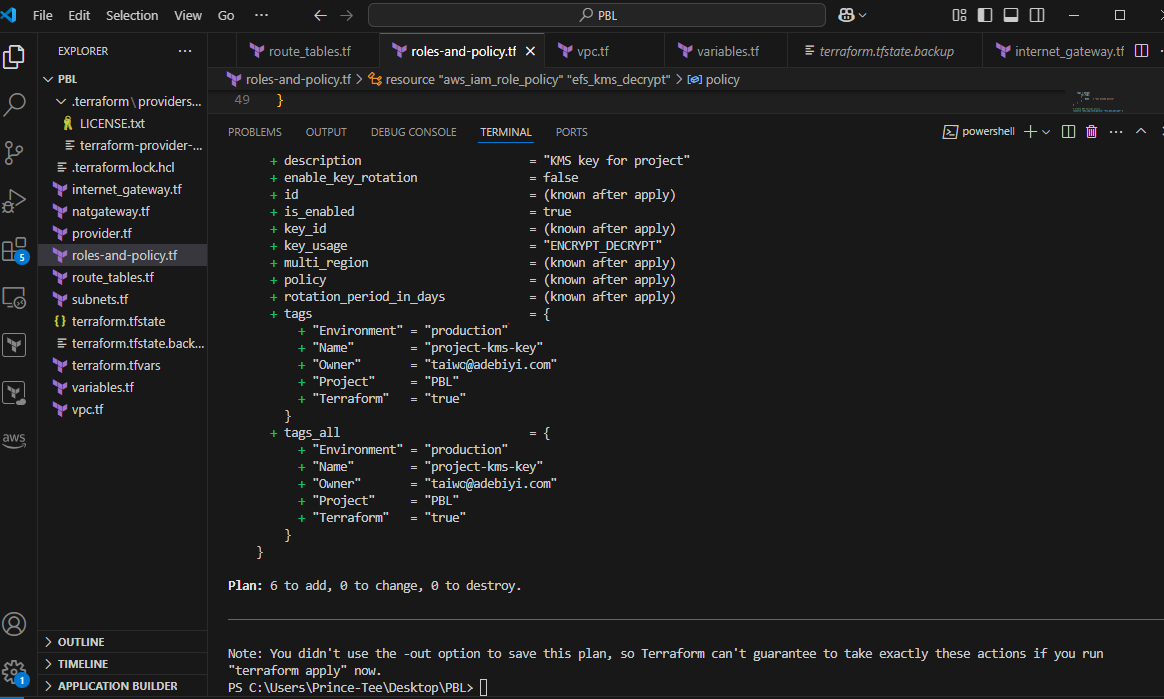 File Edit Selection View Go ··· PBL
EXPLORER ···
PBL
.terraform\providers...
LICENSE.txt
terraform-provider-...
.terraform.lock.hcl
internet_gateway.tf
natgateway.tf
provider.tf
roles-and-policy.tf
route_tables.tf
subnets.tf
{} terraform.tfstate
terraform.tfstate.back...
terraform.tfvars
variables.tf
vpc.tf
OUTLINE
TIMELINE
APPLICATION BUILDER
5
aws
1
route_tables.tf roles-and-policy.tf vpc.tf variables.tf terraform.tfstate.backup internet_gateway.tf
roles-and-policy.tf > resource "aws_iam_role_policy" "efs_kms_decrypt" > policy
49 }
PROBLEMS OUTPUT DEBUG CONSOLE TERMINAL PORTS powershell
+ description = "KMS key for project"
+ enable_key_rotation = false
+ id = (known after apply)
+ is_enabled = true
+ key_id = (known after apply)
+ key_usage = "ENCRYPT_DECRYPT"
+ multi_region = (known after apply)
+ policy = (known after apply)
+ rotation_period_in_days = (known after apply)
+ tags = {
+ "Environment" = "production"
+ "Name" = "project-kms-key"
+ "Owner" = "taiwo@adebiyi.com"
+ "Project" = "PBL"
+ "Terraform" = "true"
}
+ tags_all = {
+ "Environment" = "production"
+ "Name" = "project-kms-key"
+ "Owner" = "taiwo@adebiyi.com"
+ "Project" = "PBL"
+ "Terraform" = "true"
}
}
Plan: 6 to add, 0 to change, 0 to destroy.
Note: You didn't use the -out option to save this plan, so Terraform can't guarantee to take exactly these actions if you run
"terraform apply" now.
PS C:\Users\Prince-Tee\Desktop\PBL>